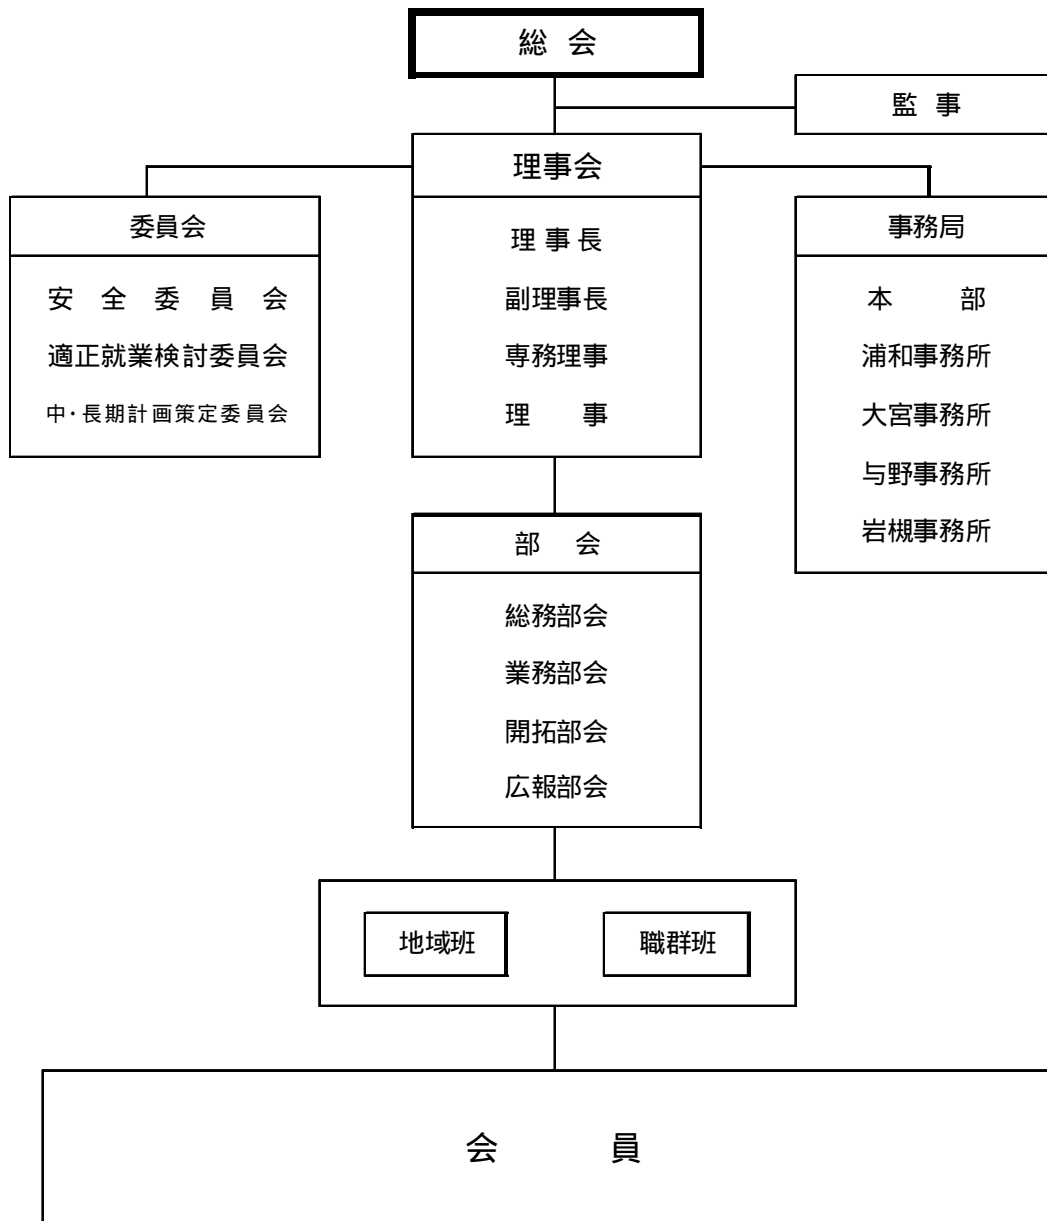 総 会
監 事
理事会
理 事 長
副理事長
専務理事
理 事
委員会
安 全 委 員 会
適正就業検討委員会
中・長期計画策定委員会
事務局
本 部
浦和事務所
大宮事務所
与野事務所
岩槻事務所
部 会
総務部会
業務部会
開拓部会
広報部会
地域班
職群班
会 員